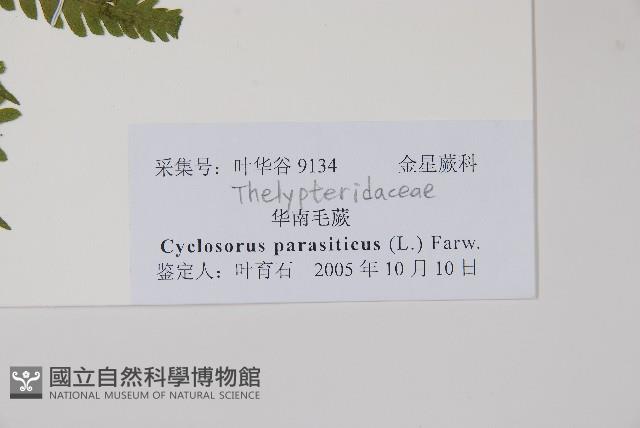 采集号：叶华谷 9134 金星蕨科
Thelypteridaceae
华南毛蕨
Cyclosorus parasiticus (L.) Farw.
鉴定人：叶育石 2005 年 10 月 10 日
國立自然科學博物館
NATIONAL MUSEUM OF NATURAL SCIENCE